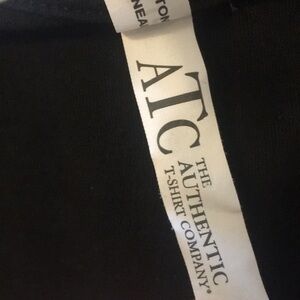 ATC
THE
AUTHENTIC
T-SHIRT COMPANY®